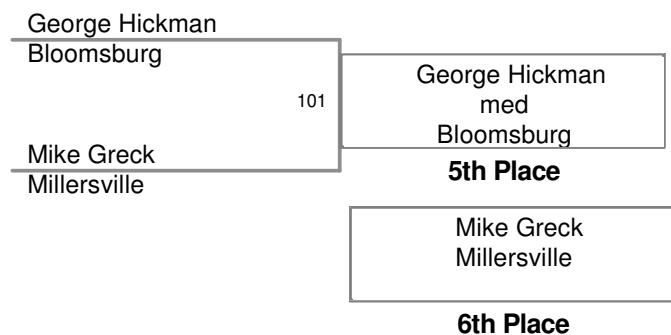 George Hickman
Bloomsburg
101
Mike Greck
Millersville
George Hickman
med
Bloomsburg
5th Place
Mike Greck
Millersville
6th Place